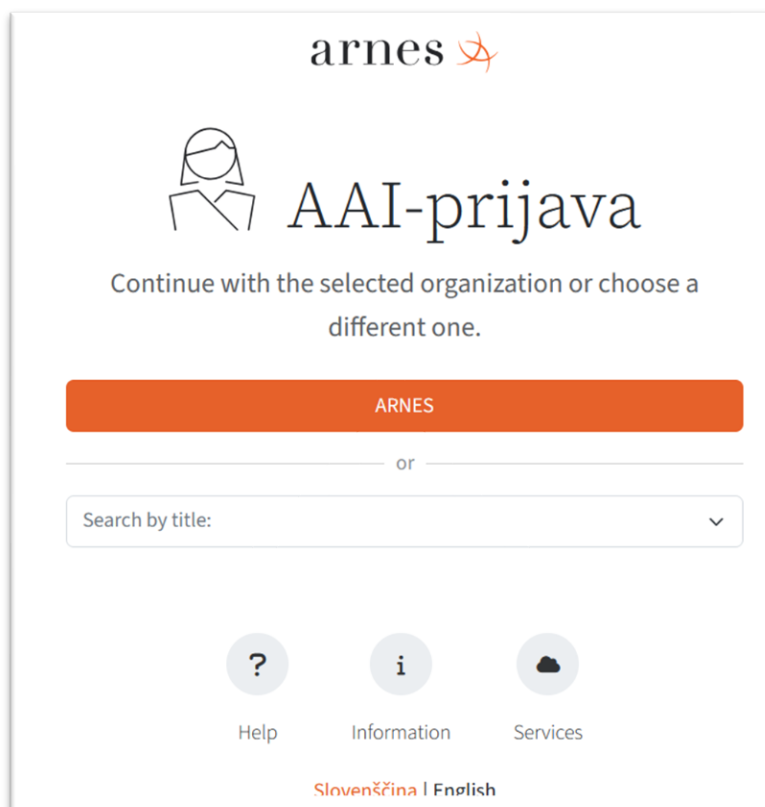 arnes
AAI-prijava
Continue with the selected organization or choose a
different one.
ARNES
or
Search by title:
?
i
Help Information Services
Slovenščina | English